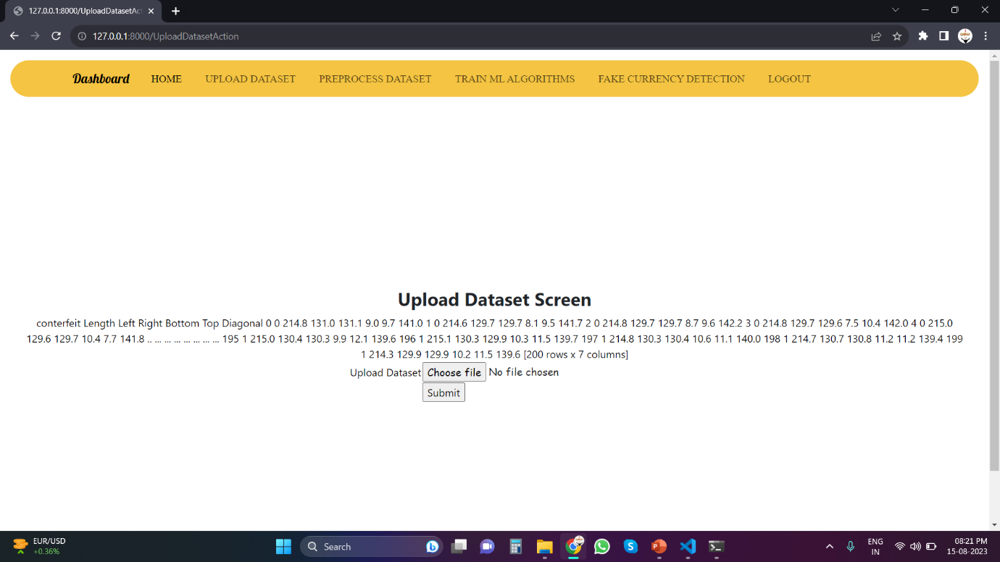 127.0.0.1:8000/UploadDatasetAct
127.0.0.1:8000/UploadDatasetAction
Dashboard HOME UPLOAD DATASET PREPROCESS DATASET TRAIN ML ALGORITHMS FAKE CURRENCY DETECTION LOGOUT
Upload Dataset Screen
conterfeit Length Left Right Bottom Top Diagonal 0 0 214.8 131.0 131.1 9.0 9.7 141.0 1 0 214.6 129.7 129.7 8.1 9.5 141.7 2 0 214.8 129.7 129.7 8.7 9.6 142.2 3 0 214.8 129.7 129.6 7.5 10.4 142.0 4 0 215.0
129.6 129.7 10.4 7.7 141.8 .. ... ... ... ... ... ... ... 195 1 215.0 130.4 130.3 9.9 12.1 139.6 196 1 215.1 130.3 129.9 10.3 11.5 139.7 197 1 214.8 130.3 130.4 10.6 11.1 140.0 198 1 214.7 130.7 130.8 11.2 11.2 139.4 199
1 214.3 129.9 129.9 10.2 11.5 139.6 [200 rows x 7 columns]
Upload Dataset Choose file No file chosen
Submit
EUR/USD
+0.36%
Search
ENG
IN
08:21 PM
15-08-2023